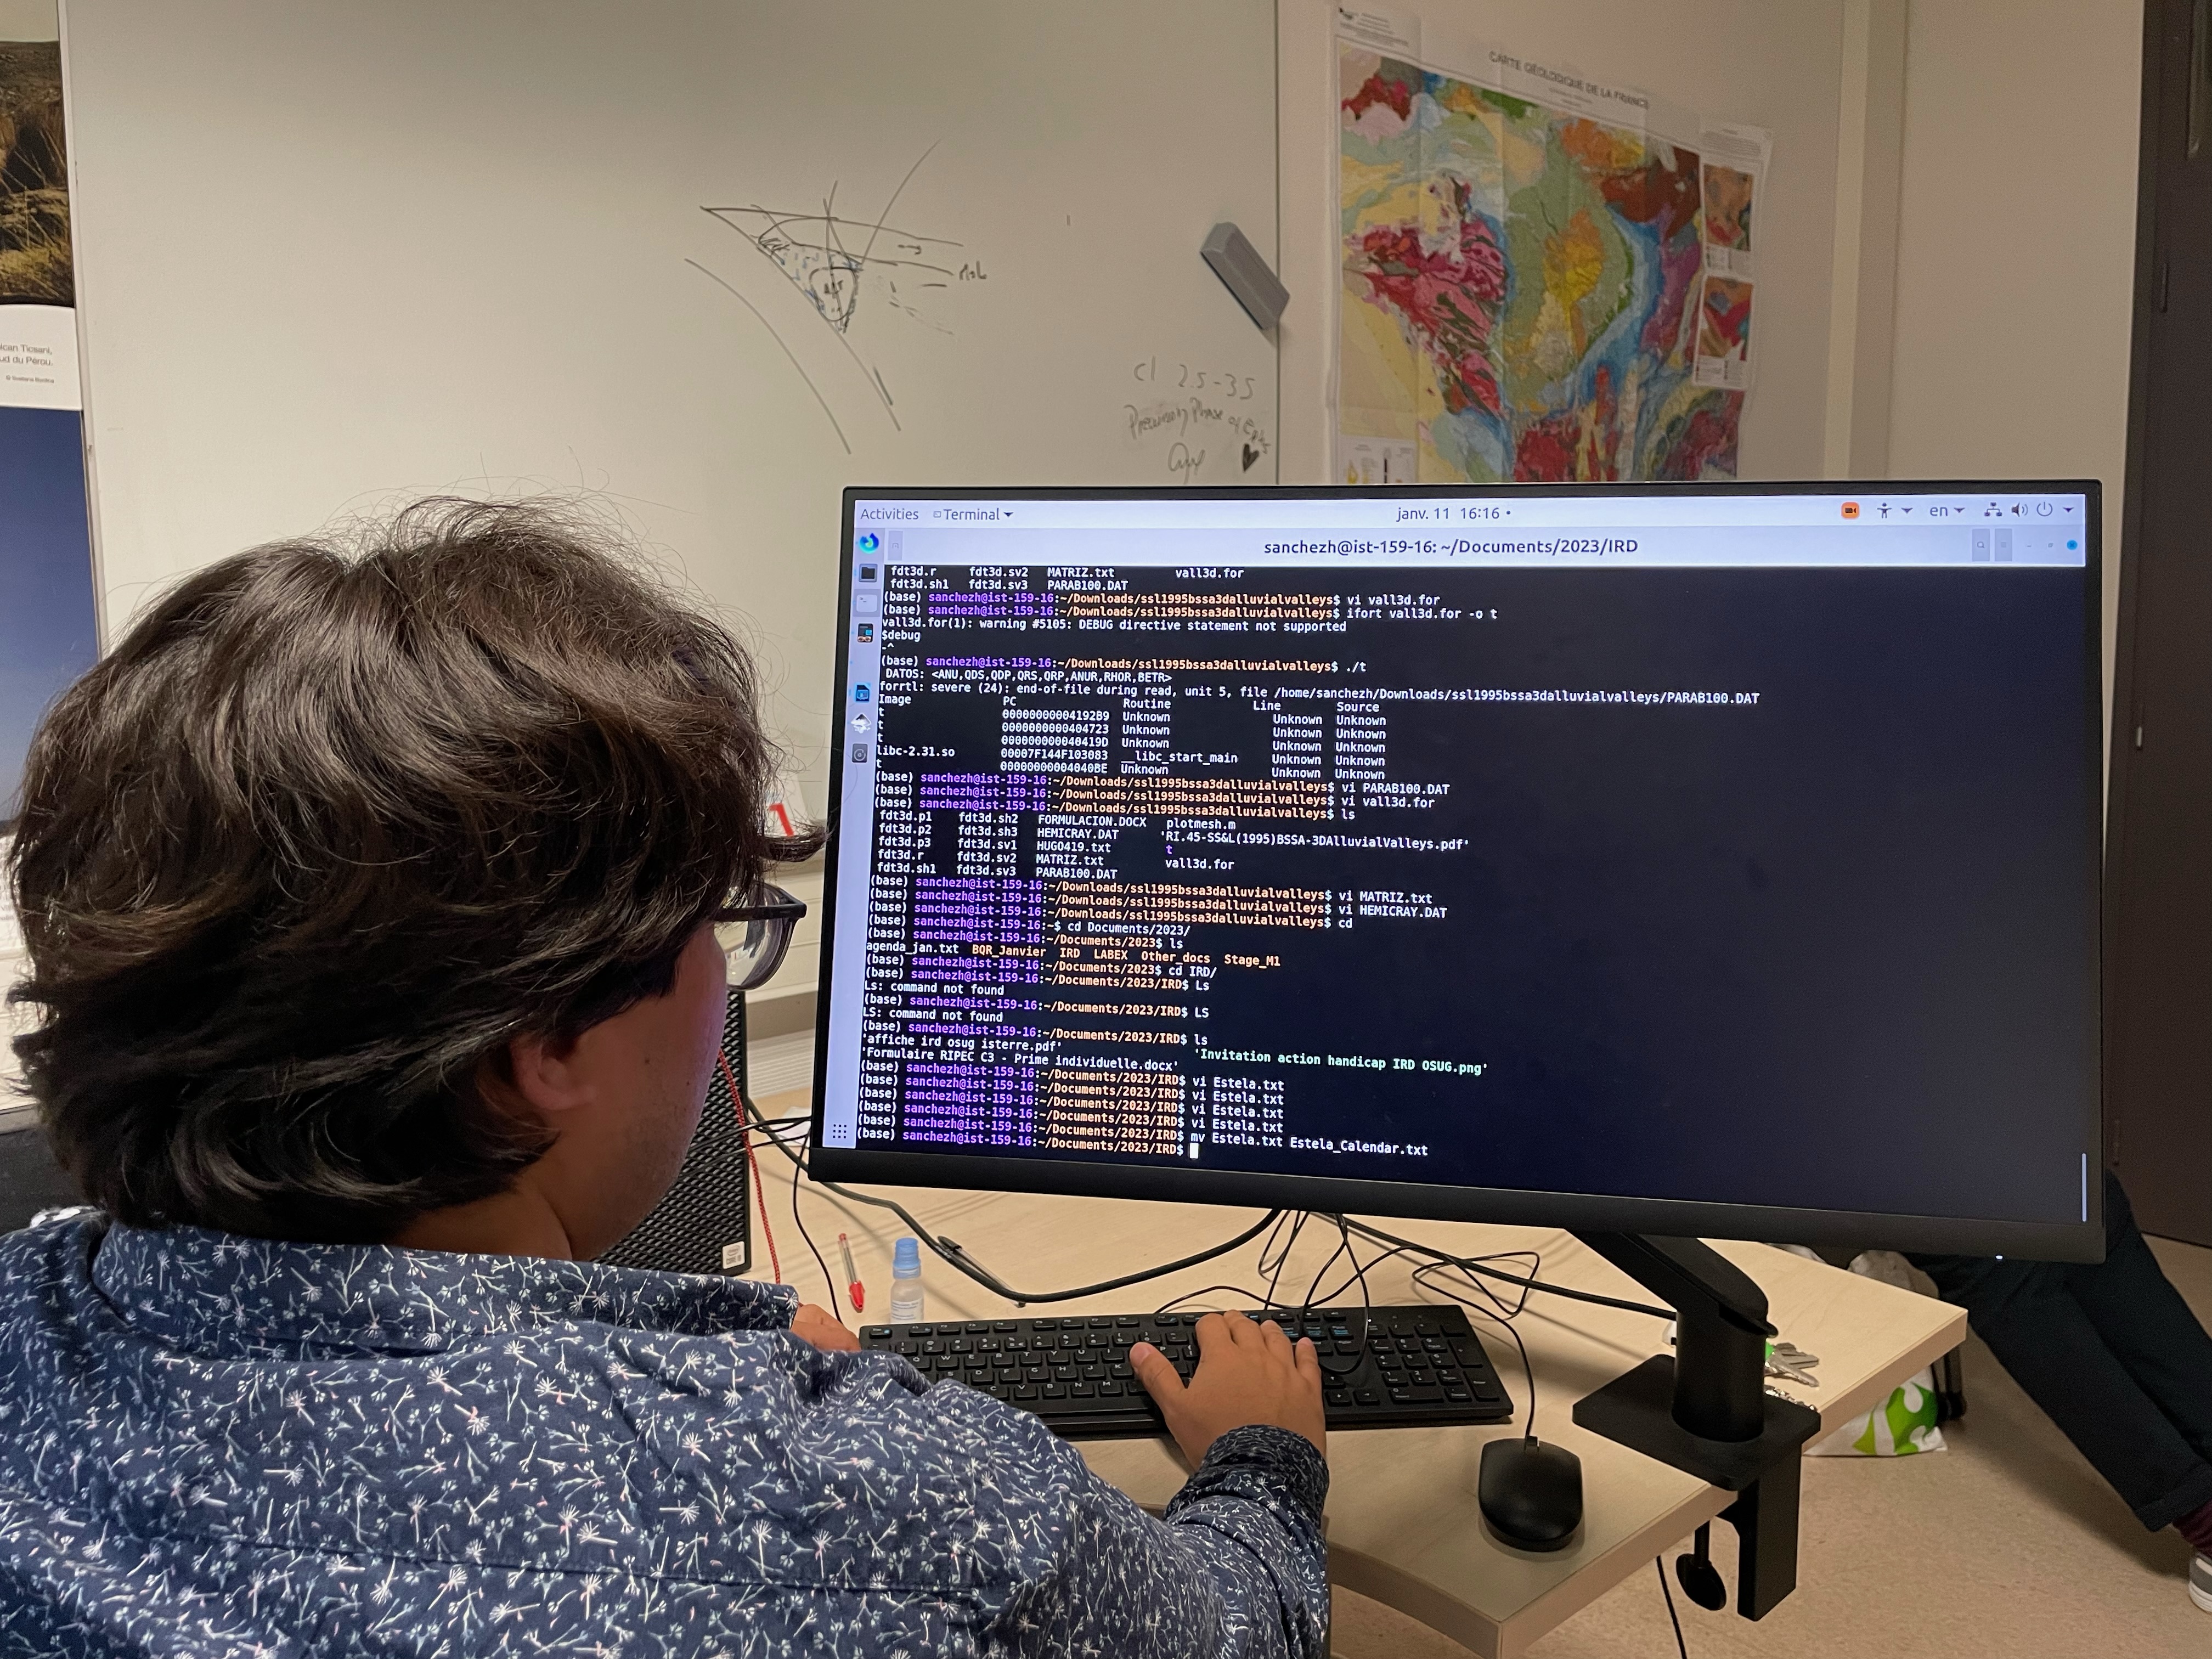 CARTE GÉOLOGIQUE DE LA FRANCE
can Ticsani,
ud du Pérou.
rish
cl 2.5-35
Phase of
Activities Terminal janv. 11 16:16 en
sanchezh@ist-159-16: ~/Documents/2023/IRD
fdt3d.r fdt3d.sv2 MATRIZ.txt vall3d.for
fdt3d.sh1 fdt3d.sv3 PARAB100.DAT
(base) sanchezh@ist-159-16:~/Downloads/ssl1995bssa3dalluvialvalleys$ vi vall3d.for
(base) sanchezh@ist-159-16:~/Downloads/ssl1995bssa3dalluvialvalleys$ ifort vall3d.for -o t
vall3d.for(1): warning #5105: DEBUG directive statement not supported
$debug
-^
(base) sanchezh@ist-159-16:~/Downloads/ssl1995bssa3dalluvialvalleys$ ./t
DATOS: <ANU,QDS,QDP,QRS,QRP,ANUR,RHOR,BETR>
forrtl: severe (24): end-of-file during read, unit 5, file /home/sanchezh/Downloads/ssl1995bssa3dalluvialvalleys/PARAB100.DAT
Image PC Routine Line Source
t 00000000004192B9 Unknown Unknown Unknown
t 0000000000404723 Unknown Unknown Unknown
t 000000000040419D Unknown Unknown Unknown
libc-2.31.so 00007F144F103083 __libc_start_main Unknown Unknown
t 00000000004040BE Unknown Unknown Unknown
(base) sanchezh@ist-159-16:~/Downloads/ssl1995bssa3dalluvialvalleys$ vi PARAB100.DAT
(base) sanchezh@ist-159-16:~/Downloads/ssl1995bssa3dalluvialvalleys$ vi vall3d.for
(base) sanchezh@ist-159-16:~/Downloads/ssl1995bssa3dalluvialvalleys$ ls
fdt3d.p1 fdt3d.sh2 FORMULACION.DOCX plotmesh.m
fdt3d.p2 fdt3d.sh3 HEMICRAY.DAT 'RI.45-SS&L(1995)BSSA-3DAlluvialValleys.pdf'
fdt3d.p3 fdt3d.sv1 HUGO419.txt t
fdt3d.r fdt3d.sv2 MATRIZ.txt vall3d.for
fdt3d.sh1 fdt3d.sv3 PARAB100.DAT
(base) sanchezh@ist-159-16:~/Downloads/ssl1995bssa3dalluvialvalleys$ vi MATRIZ.txt
(base) sanchezh@ist-159-16:~/Downloads/ssl1995bssa3dalluvialvalleys$ vi HEMICRAY.DAT
(base) sanchezh@ist-159-16:~/Downloads/ssl1995bssa3dalluvialvalleys$ cd
(base) sanchezh@ist-159-16:~$ cd Documents/2023/
(base) sanchezh@ist-159-16:~/Documents/2023$ ls
agenda_jan.txt BQR_Janvier IRD LABEX Other_docs Stage_M1
(base) sanchezh@ist-159-16:~/Documents/2023$ cd IRD/
(base) sanchezh@ist-159-16:~/Documents/2023/IRD$ Ls
Ls: command not found
(base) sanchezh@ist-159-16:~/Documents/2023/IRD$ LS
LS: command not found
(base) sanchezh@ist-159-16:~/Documents/2023/IRD$ ls
'affiche ird osug isterre.pdf' 'Invitation action handicap IRD OSUG.png'
'Formulaire RIPEC C3 - Prime individuelle.docx'
(base) sanchezh@ist-159-16:~/Documents/2023/IRD$ vi Estela.txt
(base) sanchezh@ist-159-16:~/Documents/2023/IRD$ vi Estela.txt
(base) sanchezh@ist-159-16:~/Documents/2023/IRD$ vi Estela.txt
(base) sanchezh@ist-159-16:~/Documents/2023/IRD$ vi Estela.txt
(base) sanchezh@ist-159-16:~/Documents/2023/IRD$ mv Estela.txt Estela_Calendar.txt
(base) sanchezh@ist-159-16:~/Documents/2023/IRD$